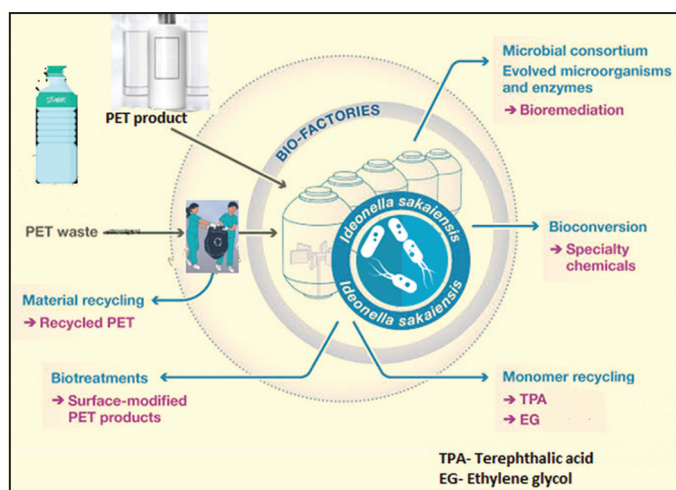 PET product
PET waste
BIO-FACTORIES
Ideonella sakaiensis
Ideonella sakaiensis
Microbial consortium
Evolved microorganisms
and enzymes
→ Bioremediation
Bioconversion
→ Specialty
chemicals
Material recycling
→ Recycled PET
Biotreatments
→ Surface-modified
PET products
Monomer recycling
→ TPA
→ EG
TPA- Terephthalic acid
EG- Ethylene glycol